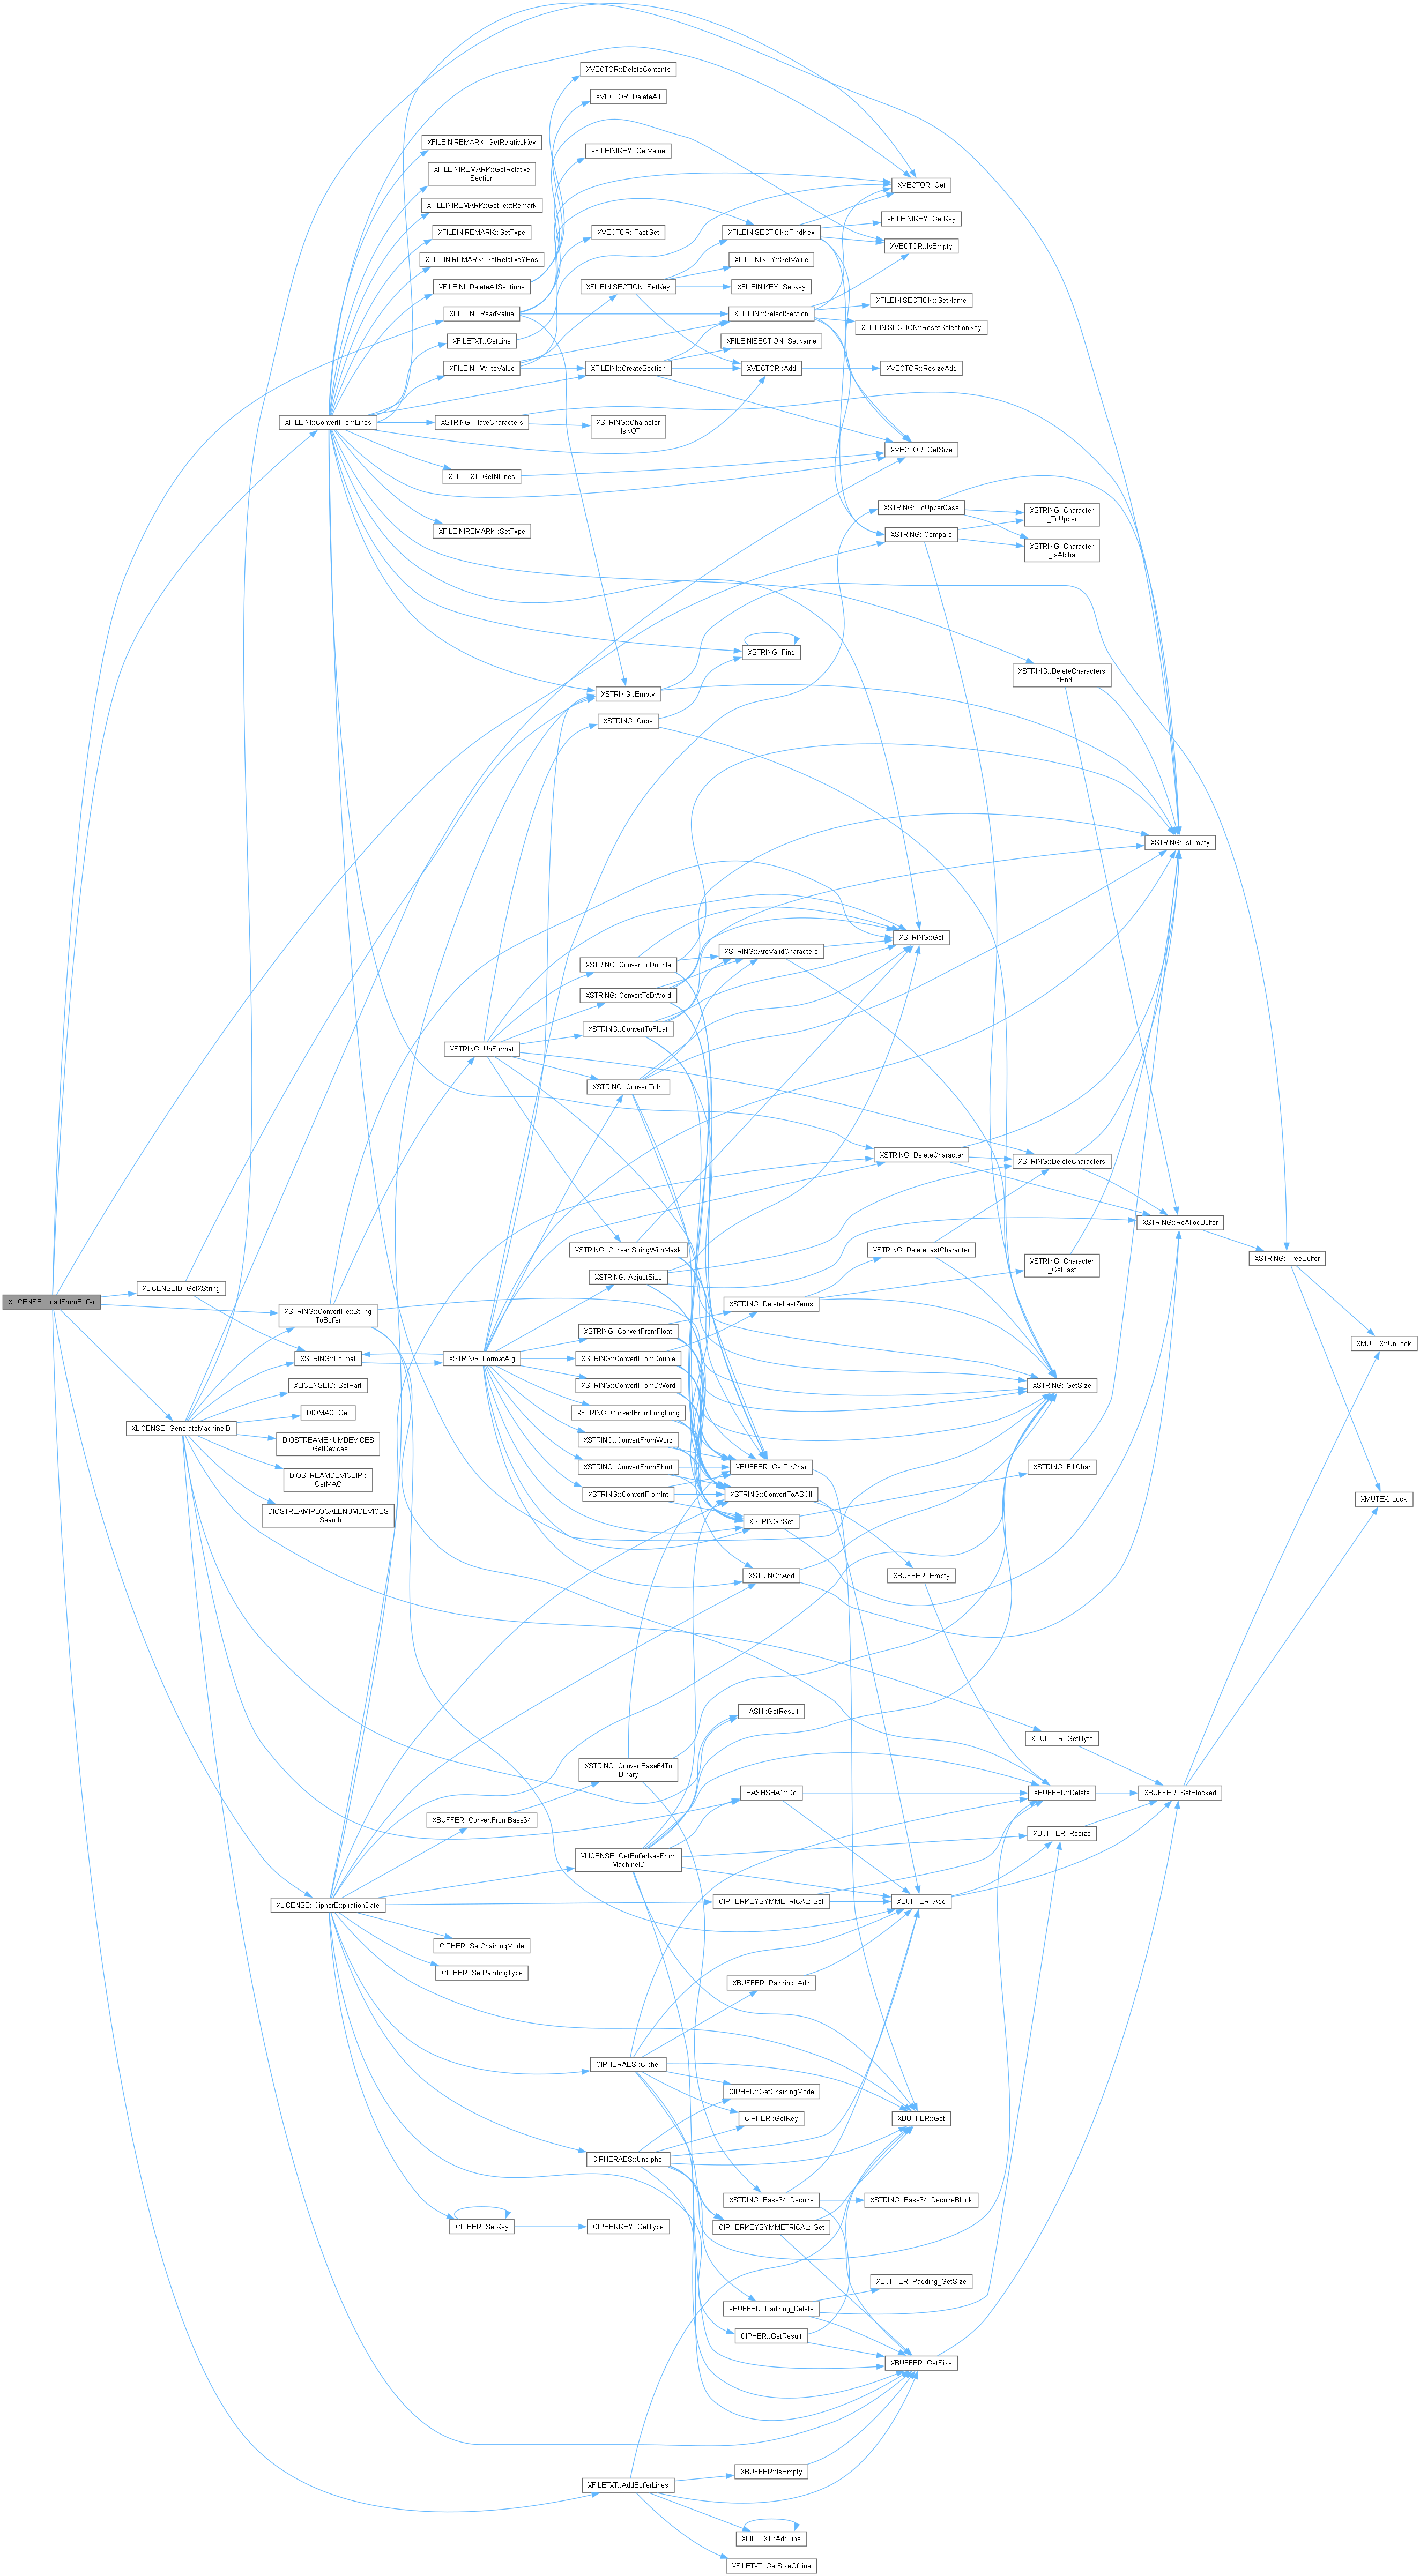 XVECTOR::DeleteContents
XVECTOR::DeleteAll
XFILEINIREMARK::GetRelativeKey
XFILEINIKEY::GetValue
XFILEINIREMARK::GetRelative
Section
XVECTOR::Get
XFILEINIREMARK::GetTextRemark
XFILEINIKEY::GetKey
XFILEINIREMARK::GetType
XVECTOR::FastGet
XFILEINISECTION::FindKey
XVECTOR::IsEmpty
XFILEINIREMARK::SetRelativeYPos
XFILEINIKEY::SetValue
XFILEINI::DeleteAllSections
XFILEINISECTION::SetKey
XFILEINIKEY::SetKey
XFILEINISECTION::GetName
XFILEINI::ReadValue
XFILEINI::SelectSection
XFILEINISECTION::ResetSelectionKey
XFILETXT::GetLine
XFILEINISECTION::SetName
XFILEINI::WriteValue
XFILEINI::CreateSection
XVECTOR::Add
XVECTOR::ResizeAdd
XFILEINI::ConvertFromLines
XSTRING::HaveCharacters
XSTRING::Character
_IsNOT
XVECTOR::GetSize
XFILETXT::GetNLines
XSTRING::ToUpperCase
XSTRING::Character
_ToUpper
XFILEINIREMARK::SetType
XSTRING::Compare
XSTRING::Character
_IsAlpha
XSTRING::Find
XSTRING::DeleteCharacters
ToEnd
XSTRING::Empty
XSTRING::Copy
XSTRING::IsEmpty
XSTRING::Get
XSTRING::AreValidCharacters
XSTRING::ConvertToDouble
XSTRING::ConvertToDWord
XSTRING::ConvertToFloat
XSTRING::UnFormat
XSTRING::ConvertToInt
XSTRING::DeleteCharacter
XSTRING::DeleteCharacters
XSTRING::ReAllocBuffer
XSTRING::ConvertStringWithMask
XSTRING::DeleteLastCharacter
XSTRING::FreeBuffer
XSTRING::Character
_GetLast
XSTRING::AdjustSize
XLICENSEID::GetXString
XLICENSE::LoadFromBuffer
XSTRING::ConvertHexString
ToBuffer
XSTRING::DeleteLastZeros
XSTRING::ConvertFromFloat
XMUTEX::UnLock
XSTRING::Format
XSTRING::FormatArg
XSTRING::ConvertFromDouble
XLICENSEID::SetPart
XSTRING::ConvertFromDWord
XSTRING::GetSize
DIOMAC::Get
XSTRING::ConvertFromLongLong
XLICENSE::GenerateMachineID
DIOSTREAMENUMDEVICES
::GetDevices
XSTRING::ConvertFromWord
XSTRING::ConvertFromShort
XBUFFER::GetPtrChar
XSTRING::FillChar
DIOSTREAMDEVICEIP::
GetMAC
XSTRING::ConvertFromInt
XSTRING::ConvertToASCII
XMUTEX::Lock
DIOSTREAMIPLOCALENUMDEVICES
::Search
XSTRING::Set
XSTRING::Add
XBUFFER::Empty
HASH::GetResult
XBUFFER::GetByte
XSTRING::ConvertBase64To
Binary
HASHSHA1::Do
XBUFFER::Delete
XBUFFER::SetBlocked
XBUFFER::ConvertFromBase64
XBUFFER::Resize
XLICENSE::GetBufferKeyFrom
MachineID
XLICENSE::CipherExpirationDate
CIPHERKEYSYMMETRICAL::Set
XBUFFER::Add
CIPHER::SetChainingMode
CIPHER::SetPaddingType
XBUFFER::Padding_Add
CIPHERAES::Cipher
CIPHER::GetChainingMode
CIPHER::GetKey
XBUFFER::Get
CIPHERAES::Uncipher
XSTRING::Base64_Decode
XSTRING::Base64_DecodeBlock
CIPHER::SetKey
CIPHERKEY::GetType
CIPHERKEYSYMMETRICAL::Get
XBUFFER::Padding_GetSize
XBUFFER::Padding_Delete
CIPHER::GetResult
XBUFFER::GetSize
XFILETXT::AddBufferLines
XBUFFER::IsEmpty
XFILETXT::AddLine
XFILETXT::GetSizeOfLine